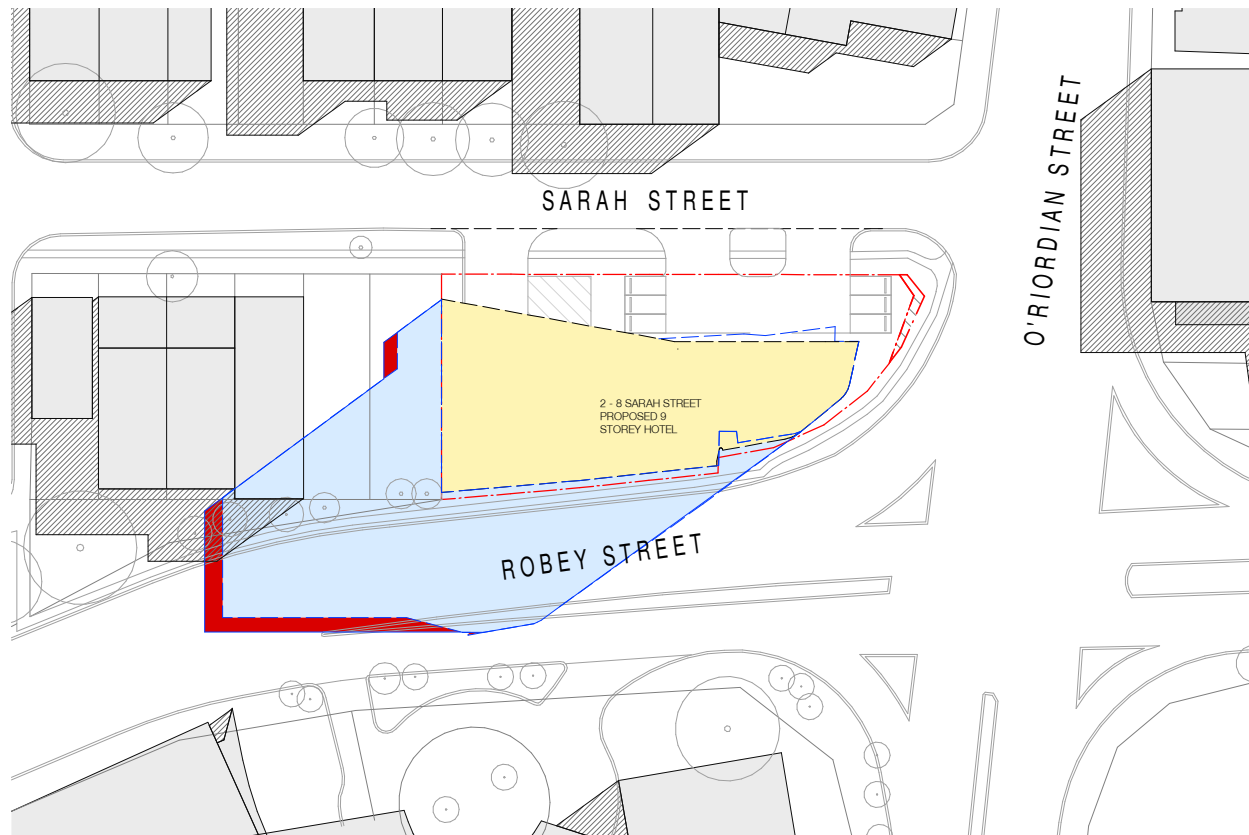 SARAH STREET
O'RIORDIAN STREET
2 - 8 SARAH STREET
PROPOSED 9
STOREY HOTEL
ROBEY STREET